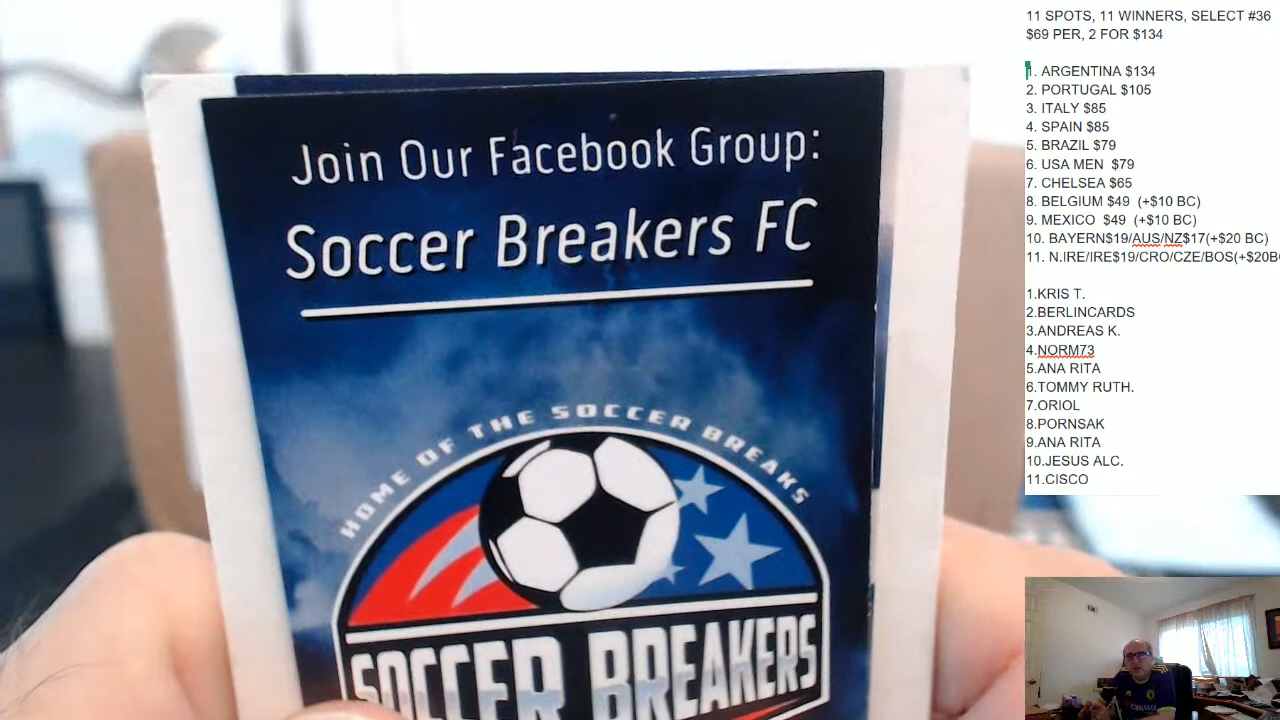 Join Our Facebook Group:
Soccer Breakers FC
HOME OF THE SOCCER BREAKS
SOCCER BREAKERS
11 SPOTS, 11 WINNERS, SELECT #36
$69 PER, 2 FOR $134
1. ARGENTINA $134
2. PORTUGAL $105
3. ITALY $85
4. SPAIN $85
5. BRAZIL $79
6. USA MEN $79
7. CHELSEA $65
8. BELGIUM $49 (+$10 BC)
9. MEXICO $49 (+$10 BC)
10. BAYERN$19/AUS/NZ$17(+$20 BC)
11. N.IRE/IRE$19/CRO/CZE/BOS(+$20B
1.KRIS T.
2.BERLINCARDS
3.ANDREAS K.
4.NORM73
5.ANA RITA
6.TOMMY RUTH.
7.ORIOL
8.PORNSAK
9.ANA RITA
10.JESUS ALC.
11.CISCO